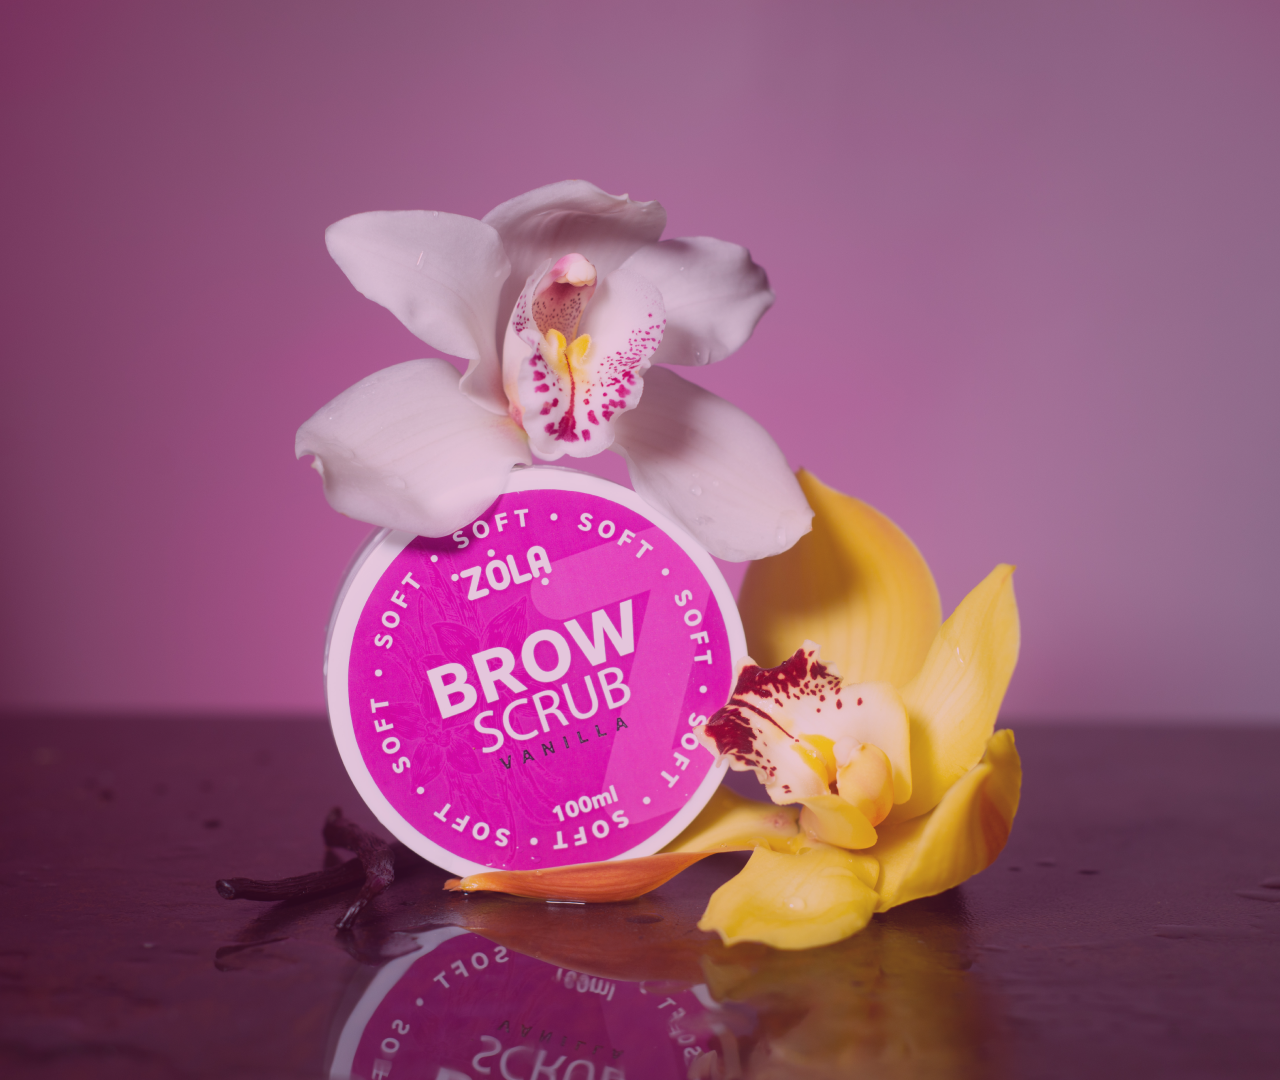 SOFT • SOFT • SOFT • SOFT • SOFT • SOFT • SOFT • SOFT •
ZOLA
BROW
SCRUB
VANILLA
100ml